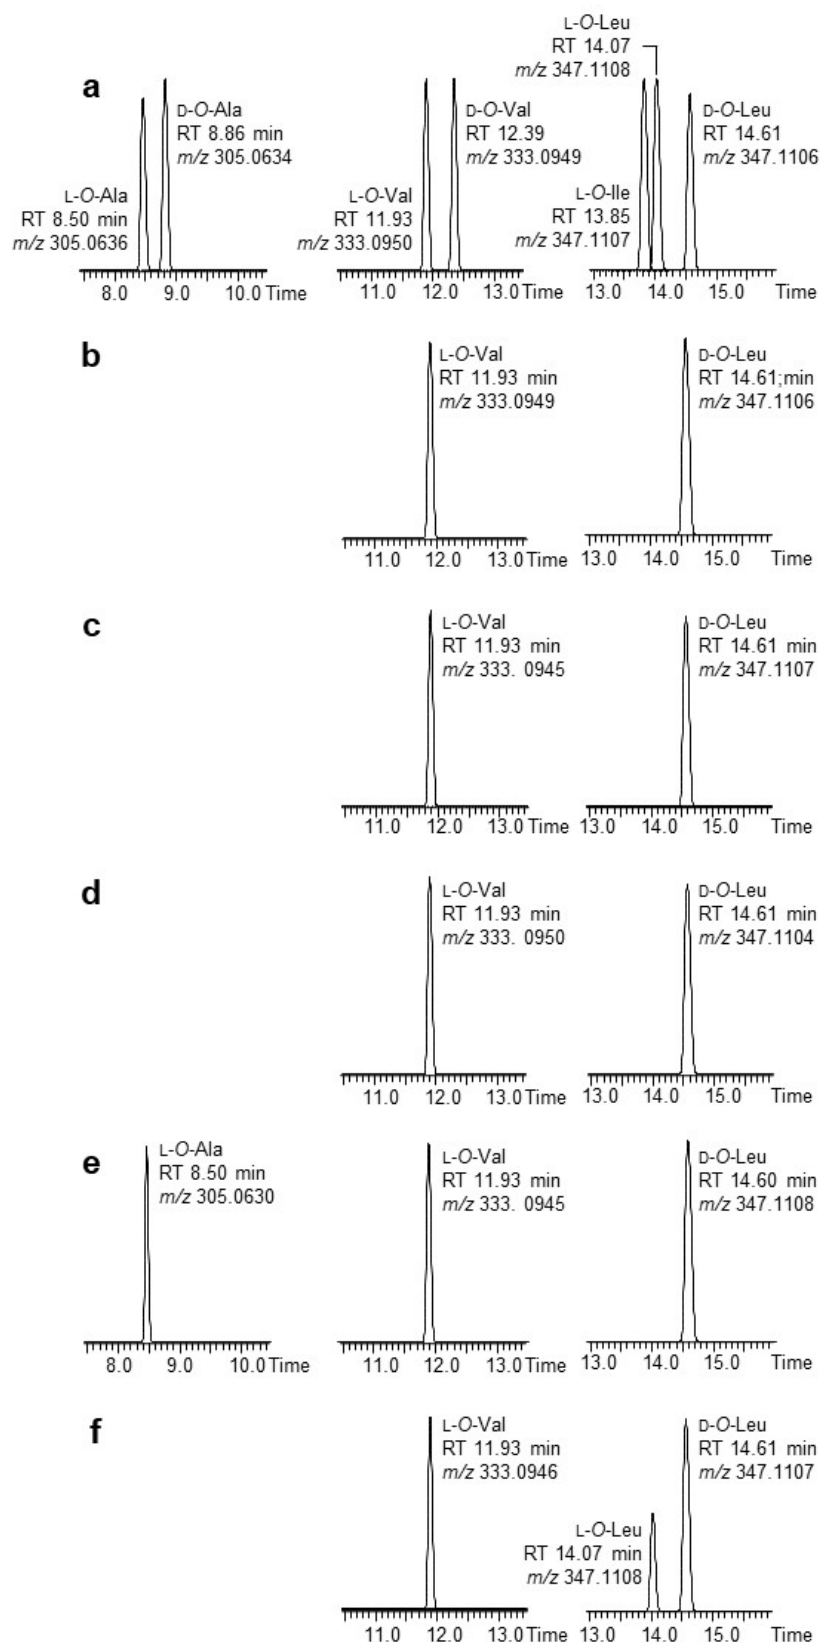 a
L-O-Ala
RT 8.50 min
m/z 305.0636
D-O-Ala
RT 8.86 min
m/z 305.0634
8.0 9.0 10.0 Time
L-O-Val
RT 11.93
m/z 333.0950
D-O-Val
RT 12.39
m/z 333.0949
11.0 12.0 13.0 Time
L-O-Leu
RT 14.07
m/z 347.1108
L-O-Ile
RT 13.85
m/z 347.1107
D-O-Leu
RT 14.61
m/z 347.1106
13.0 14.0 15.0 Time
b
L-O-Val
RT 11.93 min
m/z 333.0949
11.0 12.0 13.0 Time
D-O-Leu
RT 14.61;min
m/z 347.1106
13.0 14.0 15.0 Time
c
L-O-Val
RT 11.93 min
m/z 333. 0945
11.0 12.0 13.0 Time
D-O-Leu
RT 14.61 min
m/z 347.1107
13.0 14.0 15.0 Time
d
L-O-Val
RT 11.93 min
m/z 333. 0950
11.0 12.0 13.0 Time
D-O-Leu
RT 14.61 min
m/z 347.1104
13.0 14.0 15.0 Time
e
L-O-Ala
RT 8.50 min
m/z 305.0630
8.0 9.0 10.0 Time
L-O-Val
RT 11.93 min
m/z 333. 0945
11.0 12.0 13.0 Time
D-O-Leu
RT 14.60 min
m/z 347.1108
13.0 14.0 15.0 Time
f
L-O-Val
RT 11.93 min
m/z 333.0946
11.0 12.0 13.0 Time
L-O-Leu
RT 14.07 min
m/z 347.1108
D-O-Leu
RT 14.61 min
m/z 347.1107
13.0 14.0 15.0 Time